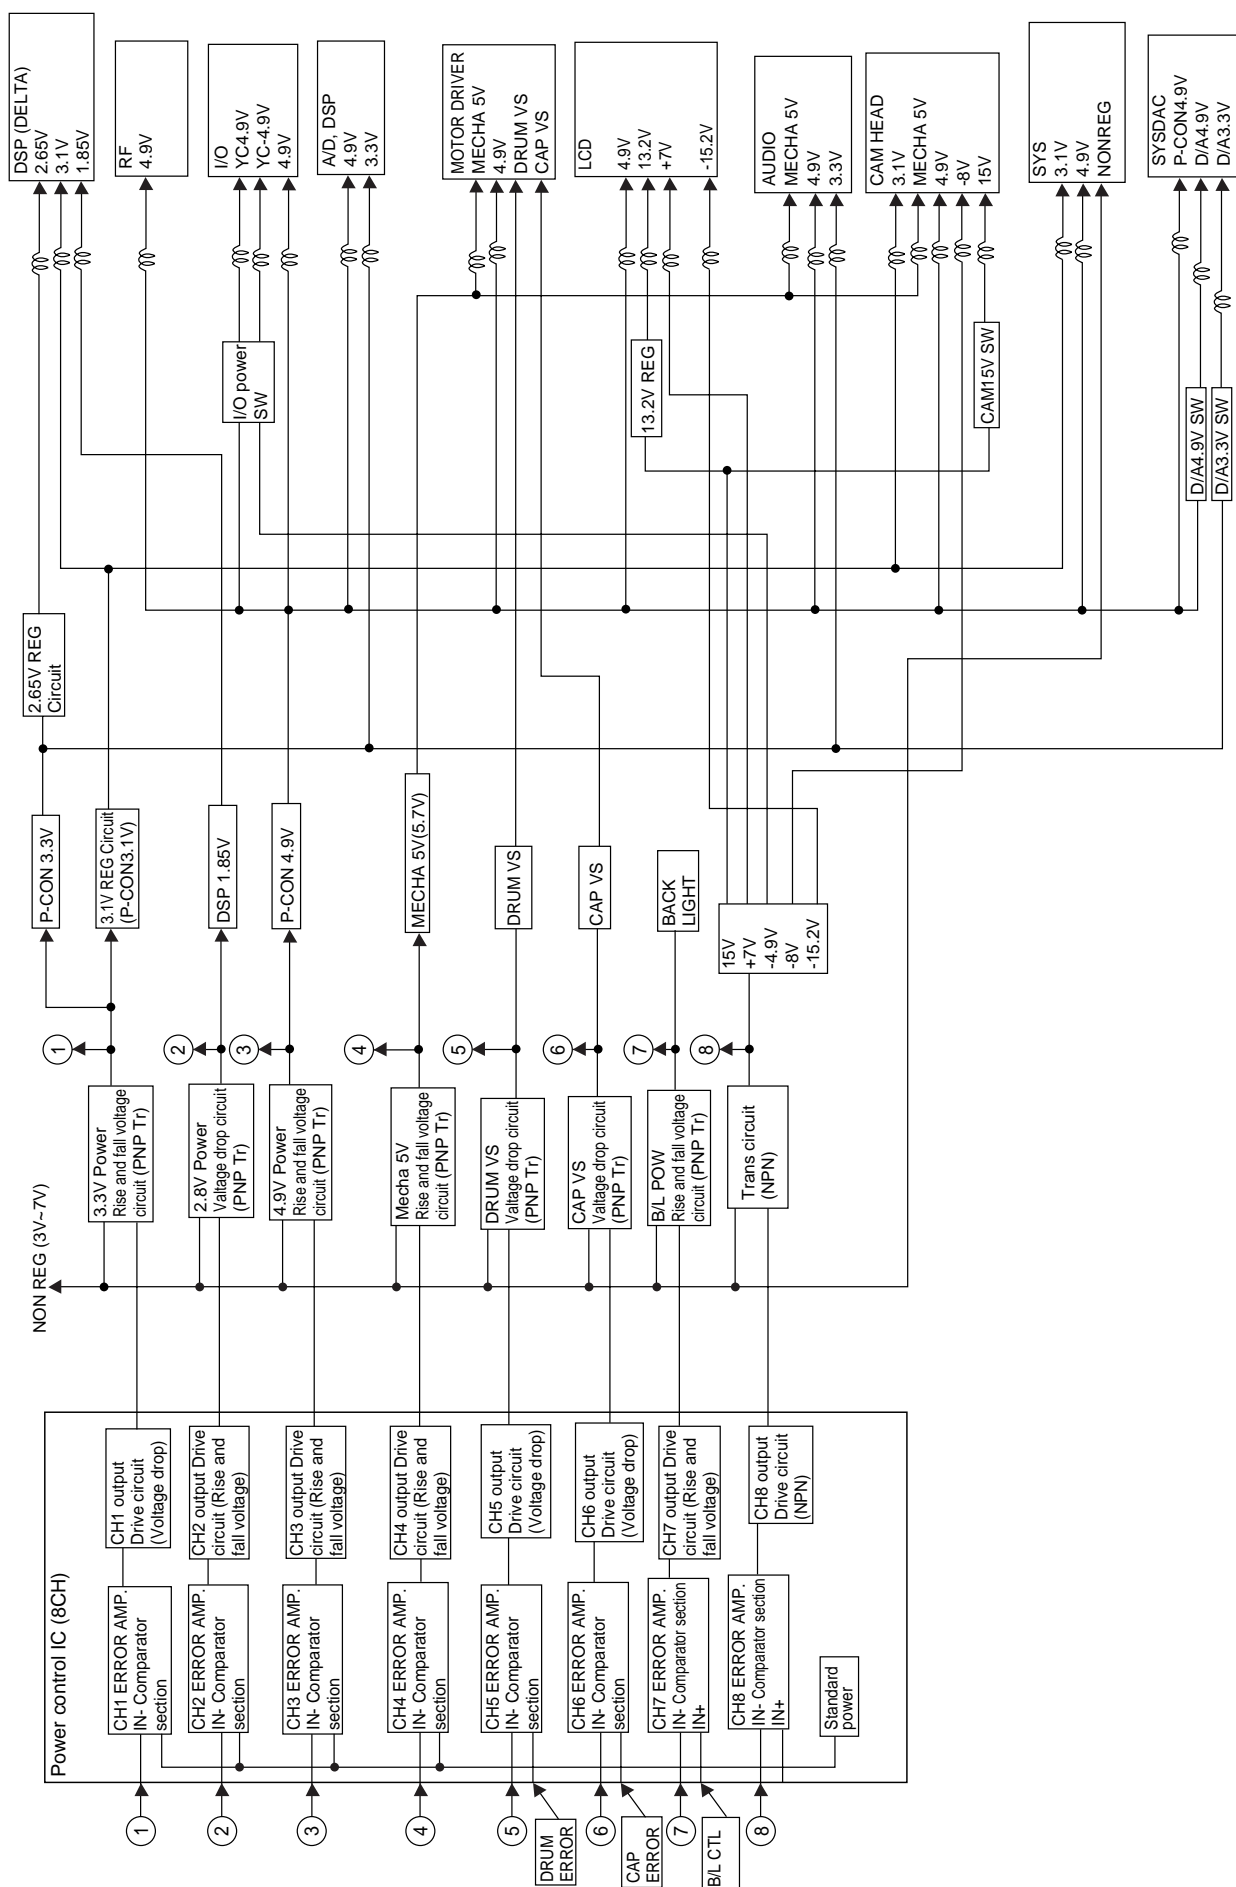 Power control IC (8CH)
1
CH1 ERROR AMP.
IN- Comparator
section
CH1 output
Drive circuit
(Voltage drop)
2
CH2 ERROR AMP.
IN- Comparator
section
CH2 output Drive
circuit (Rise and
fall voltage)
3
CH3 ERROR AMP.
IN- Comparator
section
CH3 output Drive
circuit (Rise and
fall voltage)
4
CH4 ERROR AMP.
IN- Comparator
section
CH4 output Drive
circuit (Rise and
fall voltage)
5
DRUM
ERROR
CH5 ERROR AMP.
IN- Comparator
section
CH5 output
Drive circuit
(Voltage drop)
6
CAP
ERROR
CH6 ERROR AMP.
IN- Comparator
section
CH6 output
Drive circuit
(Voltage drop)
7
B/L CTL
CH7 ERROR AMP.
IN- Comparator section
IN+
CH7 output Drive
circuit (Rise and
fall voltage)
8
CH8 ERROR AMP.
IN- Comparator section
IN+
CH8 output
Drive circuit
(NPN)
Standard
power
NON REG (3V~7V)
3.3V Power
Rise and fall voltage
circuit (PNP Tr)
1
2.8V Power
Valtage drop circuit
(PNP Tr)
2
4.9V Power
Rise and fall voltage
circuit (PNP Tr)
3
Mecha 5V
Rise and fall voltage
circuit (PNP Tr)
4
DRUM VS
Valtage drop circuit
(PNP Tr)
5
CAP VS
Valtage drop circuit
(PNP Tr)
6
B/L POW
Rise and fall voltage
circuit (PNP Tr)
7
Trans circuit
(NPN)
8
P-CON 3.3V
3.1V REG Circuit
(P-CON3.1V)
DSP 1.85V
P-CON 4.9V
MECHA 5V(5.7V)
DRUM VS
CAP VS
BACK
LIGHT
15V
+7V
-4.9V
-8V
-15.2V
2.65V REG
Circuit
I/O power
SW
13.2V REG
CAM15V SW
D/A4.9V SW
D/A3.3V SW
DSP (DELTA)
2.65V
3.1V
1.85V
RF
4.9V
I/O
YC4.9V
YC-4.9V
4.9V
A/D, DSP
4.9V
3.3V
MOTOR DRIVER
MECHA 5V
4.9V
DRUM VS
CAP VS
LCD
4.9V
13.2V
+7V
-15.2V
AUDIO
MECHA 5V
4.9V
3.3V
CAM HEAD
3.1V
MECHA 5V
4.9V
-8V
15V
SYS
3.1V
4.9V
NONREG
SYSDAC
P-CON4.9V
D/A4.9V
D/A3.3V